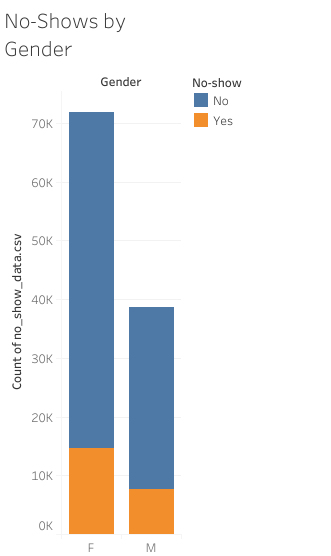 No-Shows by
Gender
Gender
No-show
No
Yes
Count of no_show_data.csv
70K
60K
50K
40K
30K
20K
10K
0K
F
M